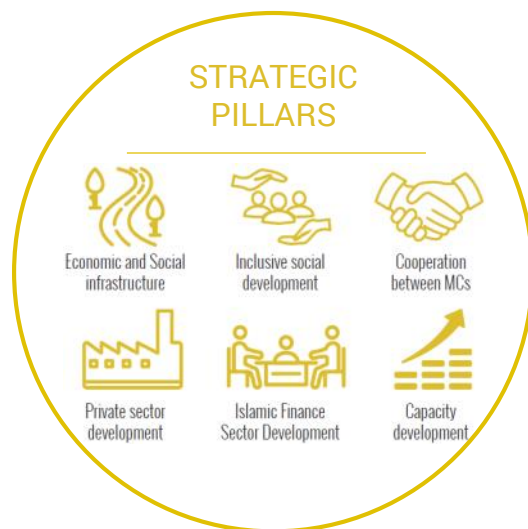 STRATEGIC
PILLARS
Economic and Social
infrastructure
Inclusive social
development
Cooperation
between MCs
Private sector
development
Islamic Finance
Sector Development
Capacity
development